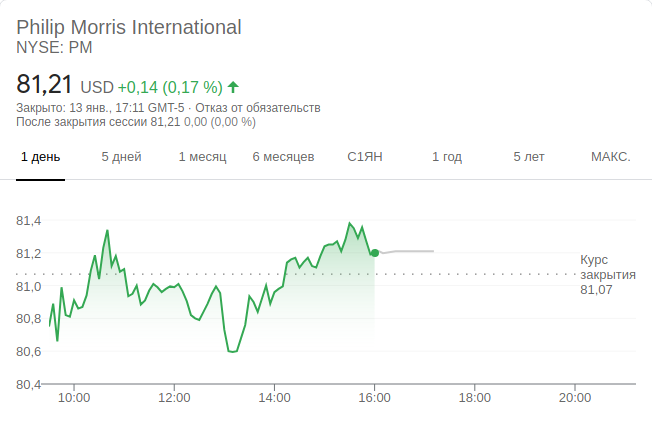 Philip Morris International
NYSE: PM
81,21 USD +0,14 (0,17 %)
Закрыто: 13 янв., 17:11 GMT-5 · Отказ от обязательств
После закрытия сессии 81,21 0,00 (0,00 %)
1 день 5 дней 1 месяц 6 месяцев С1ЯН 1 год 5 лет МАКС.
81,4
81,2
81,0
80,8
80,6
80,4
Курс
закрытия
81,07
10:00 12:00 14:00 16:00 18:00 20:00